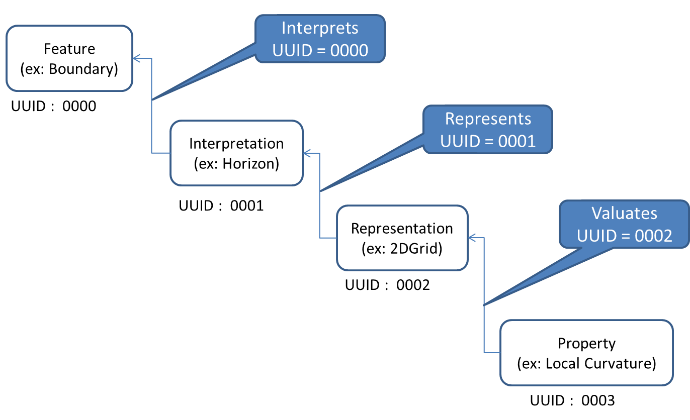 Interprets
UUID = 0000
Feature
(ex: Boundary)
UUID : 0000
Represents
UUID = 0001
Interpretation
(ex: Horizon)
UUID : 0001
Valuates
UUID = 0002
Representation
(ex: 2DGrid)
UUID : 0002
Property
(ex: Local Curvature)
UUID : 0003